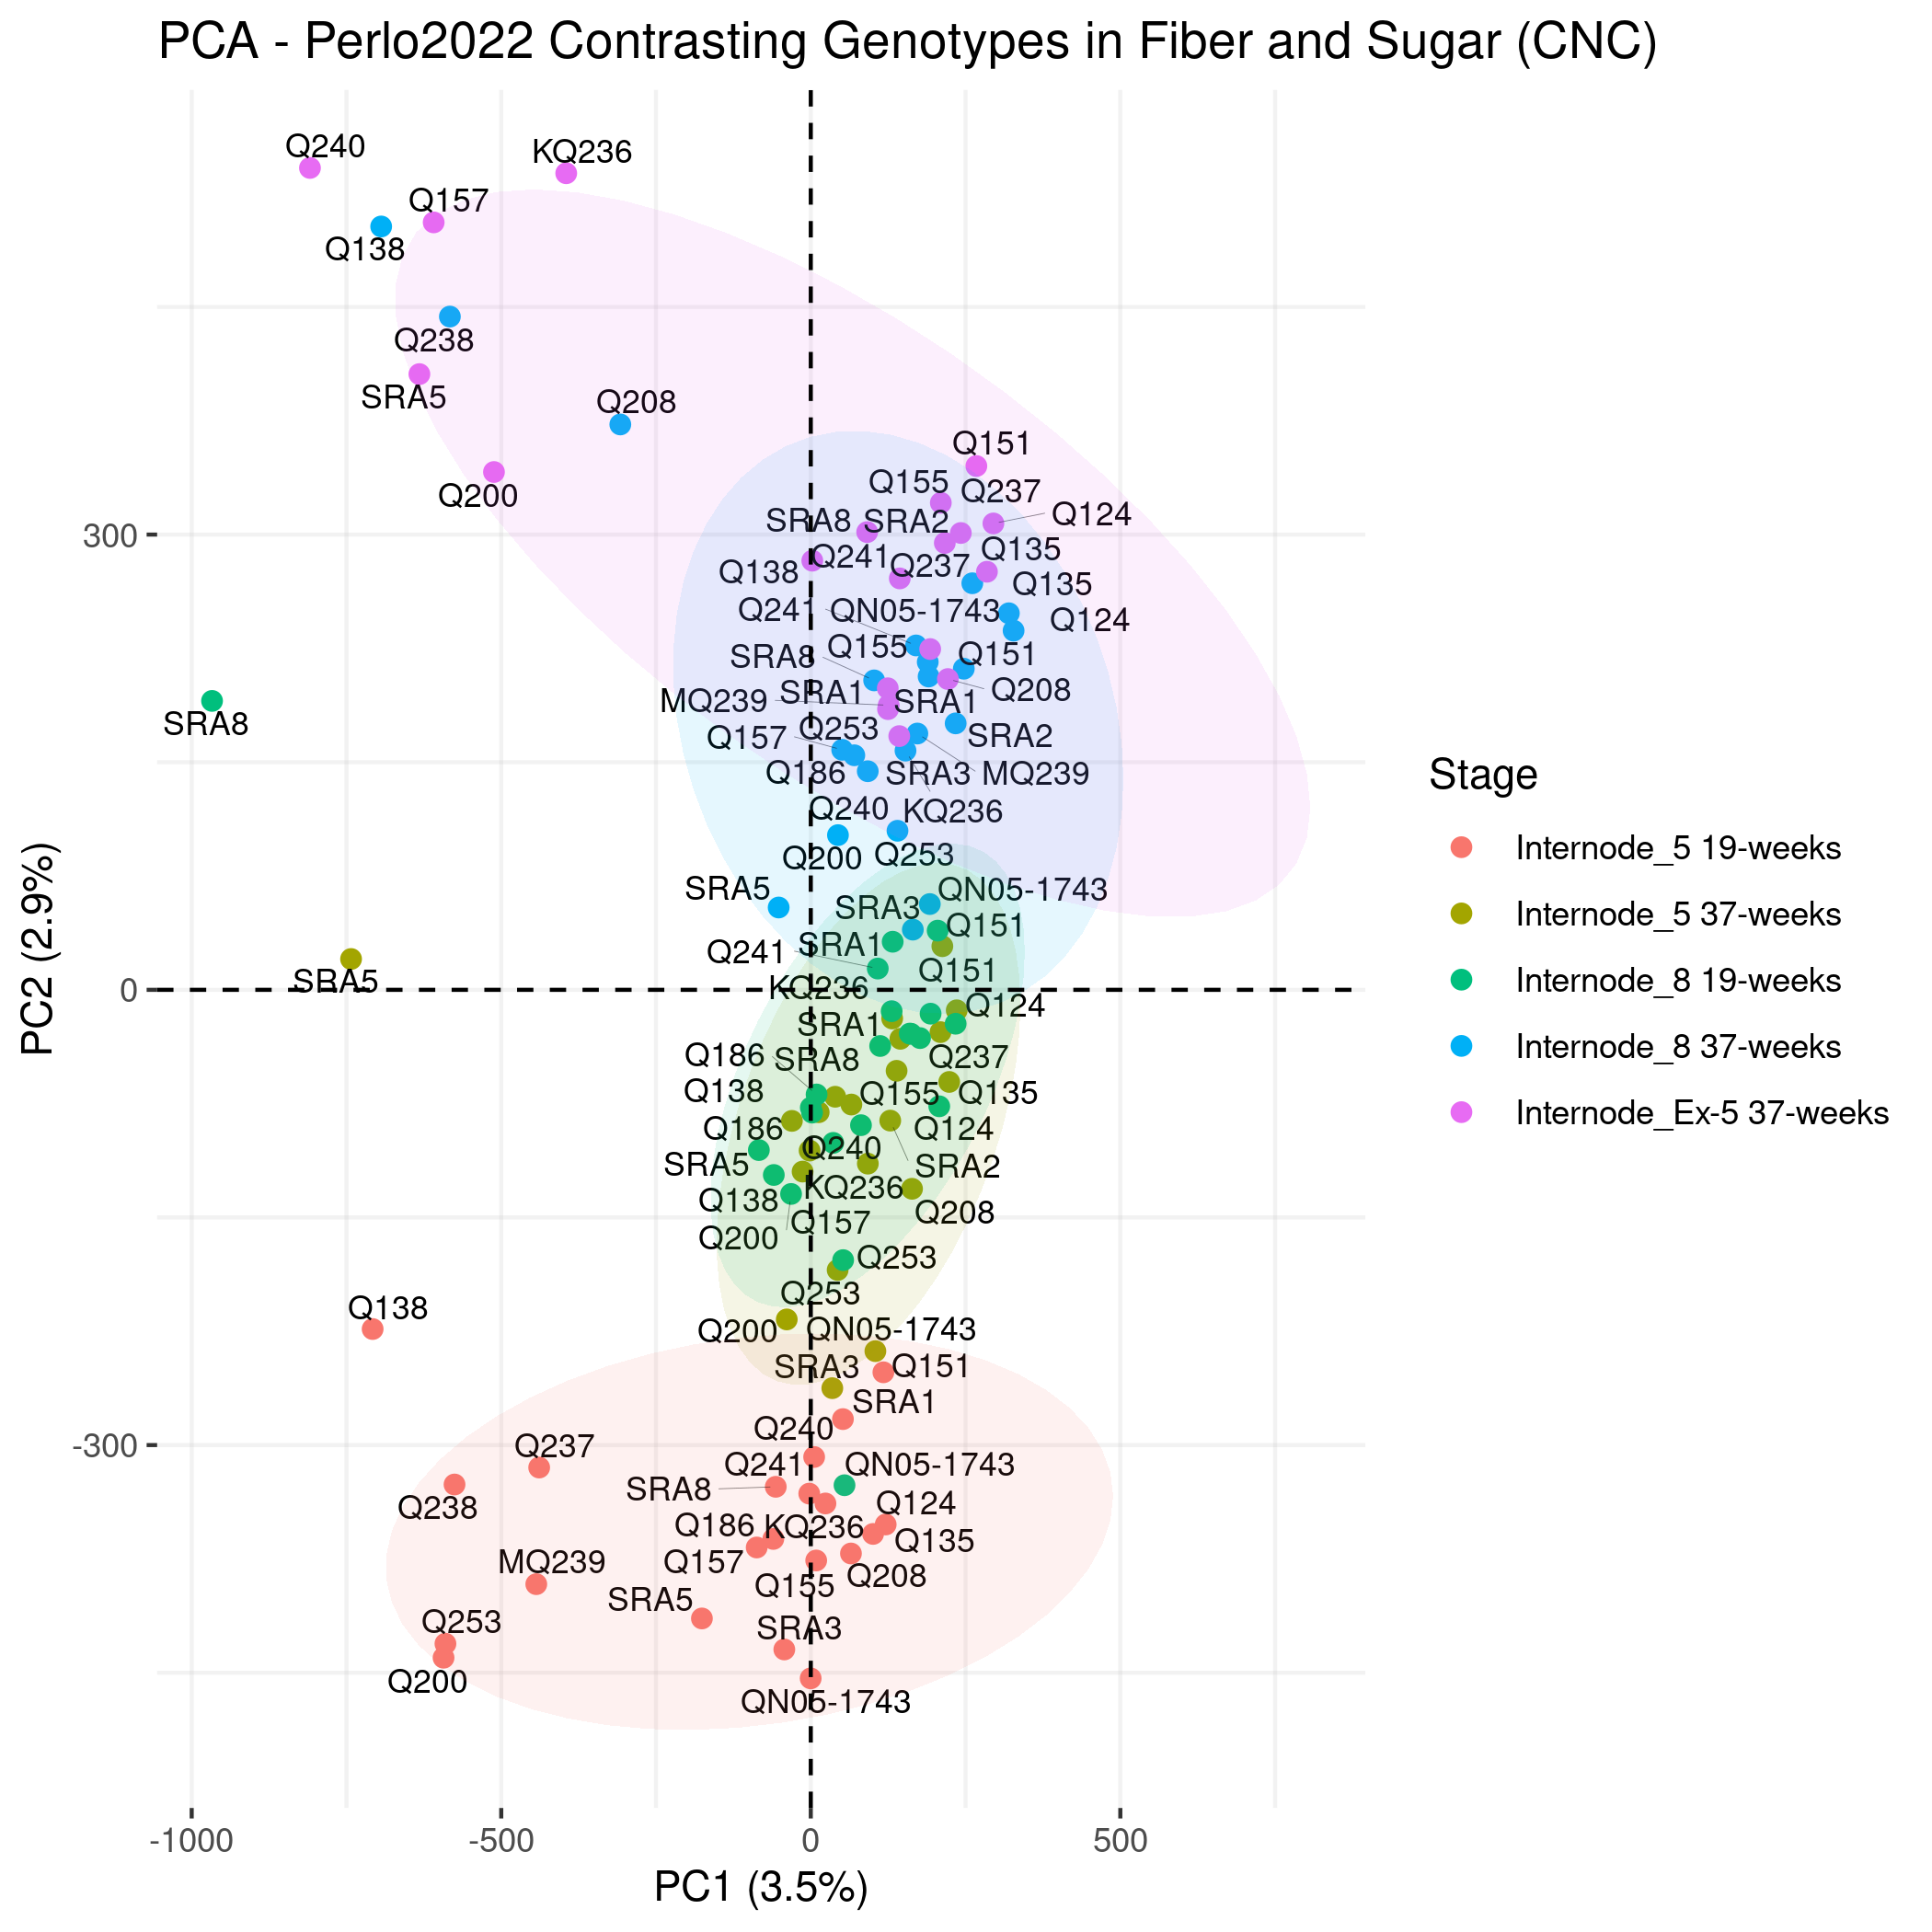 PCA - Perlo2022 Contrasting Genotypes in Fiber and Sugar (CNC)
Q240
KQ236
Q157
Q138
Q238
SRA5
Q208
Q200
Q151
Q155
Q237
Q124
SRA8
SRA2
Q135
Q241
Q237
Q138
Q135
Q241
QN05-1743
Q124
Q155
Q151
SRA8
Q208
SRA1
MQ239
SRA1
SRA8
Q253
SRA2
Q157
Q186
SRA3
MQ239
Q240
KQ236
Q200
Q253
SRA5
QN05-1743
SRA3
Q151
SRA1
Q241
Q151
SRA5
KQ236
Q124
SRA1
Q186
SRA8
Q237
Q138
Q155
Q135
Q186
Q124
Q240
SRA5
SRA2
Q138
KQ236
Q208
Q157
Q200
Q253
Q253
Q138
Q200
QN05-1743
SRA3
Q151
SRA1
Q240
Q237
Q241
QN05-1743
SRA8
Q238
Q124
Q186
KQ236
Q135
MQ239
Q157
Q208
Q155
SRA5
Q253
SRA3
Q200
QN05-1743
300
0
-300
-1000
-500
0
500
PC1 (3.5%)
PC2 (2.9%)
Stage
Internode_5 19-weeks
Internode_5 37-weeks
Internode_8 19-weeks
Internode_8 37-weeks
Internode_Ex-5 37-weeks